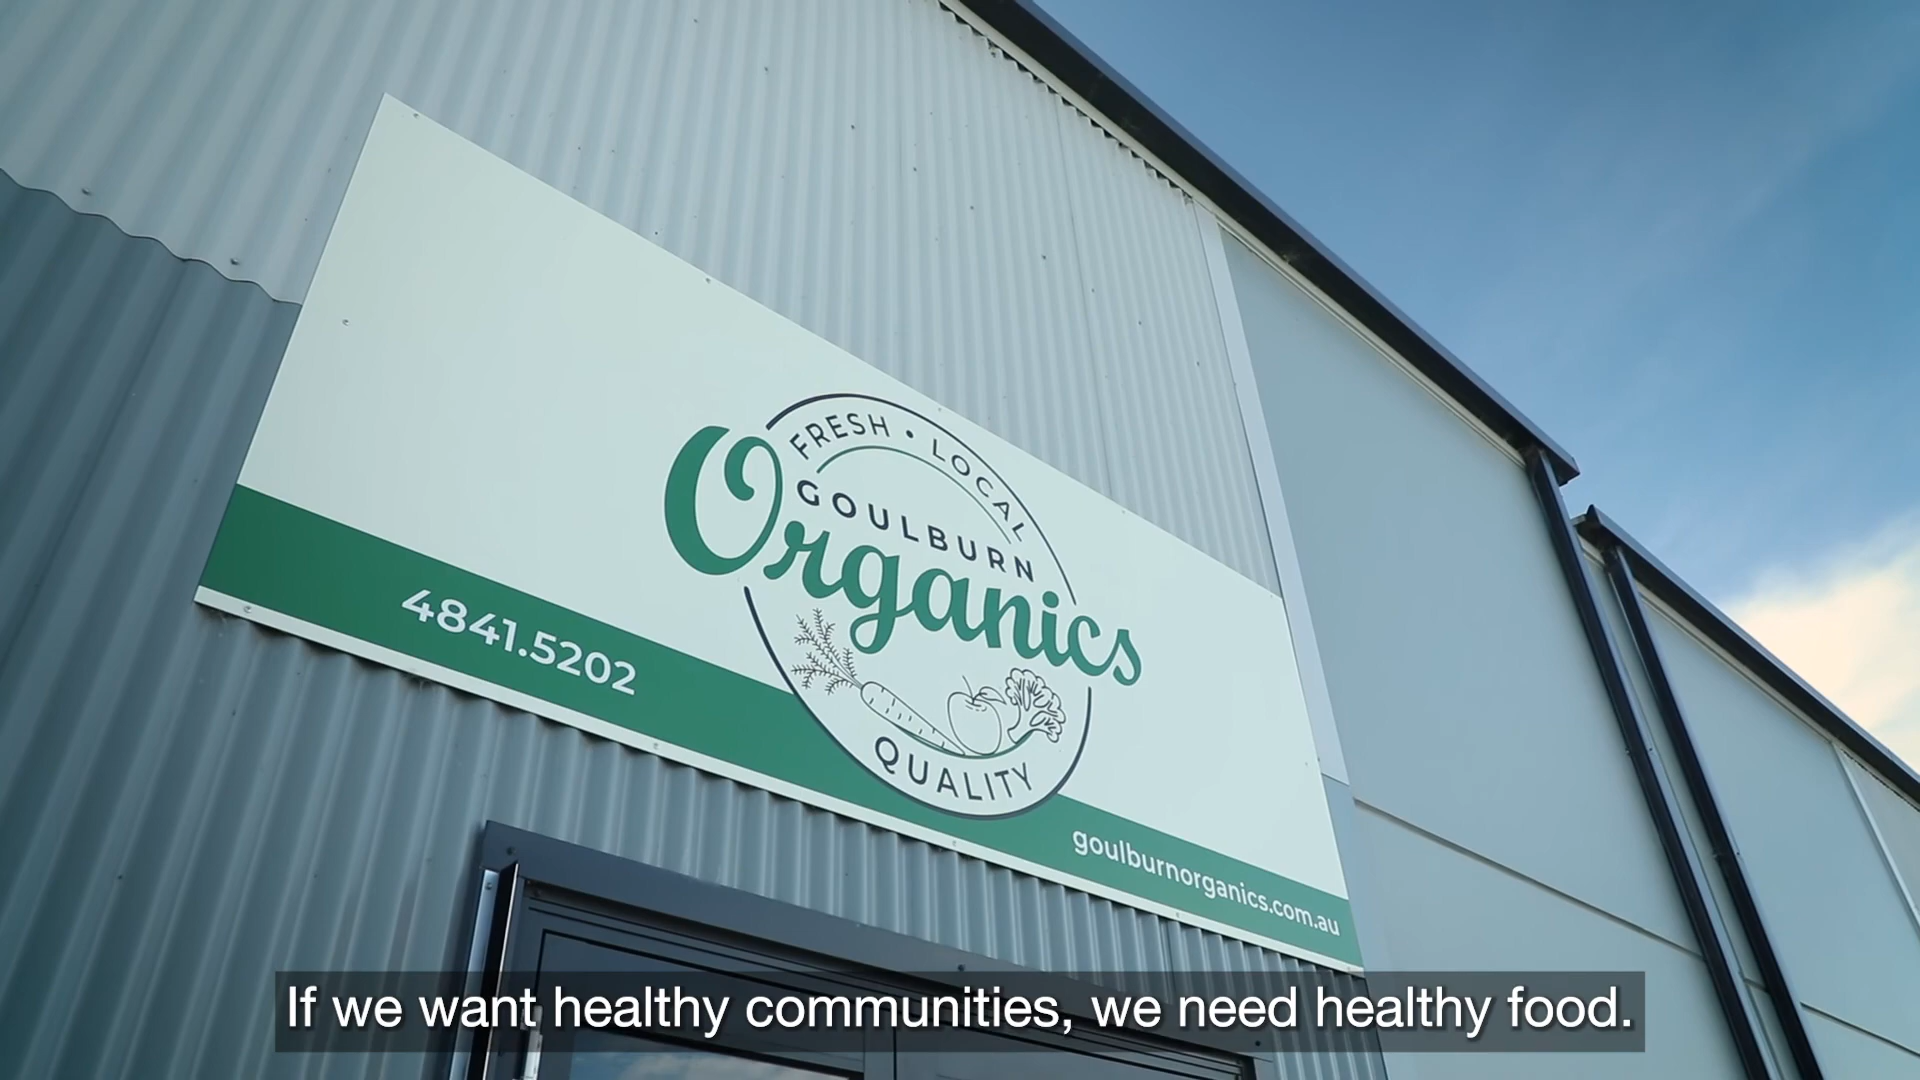 FRESH • LOCAL
GOULBURN
Organics
QUALITY
4841.5202
goulburnorganics.com.au
If we want healthy communities, we need healthy food.